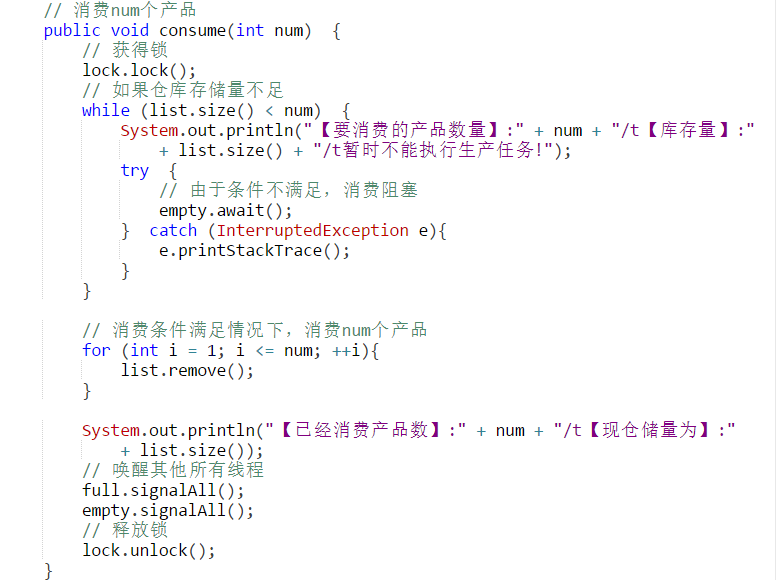 // 消费num个产品
public void consume(int num)  {
// 获得锁
lock.lock();
// 如果仓库存储量不足
while (list.size() < num)  {
System.out.println("【要消费的产品数量】:" + num + "/t【库存量】:"
+ list.size() + "/t暂时不能执行生产任务!");
try  {
// 由于条件不满足，消费阻塞
empty.await();
}  catch (InterruptedException e){
e.printStackTrace();
}
}
// 消费条件满足情况下，消费num个产品
for (int i = 1; i <= num; ++i){
list.remove();
}
System.out.println("【已经消费产品数】:" + num + "/t【现仓储量为】:"
+ list.size());
// 唤醒其他所有线程
full.signalAll();
empty.signalAll();
// 释放锁
lock.unlock();
}